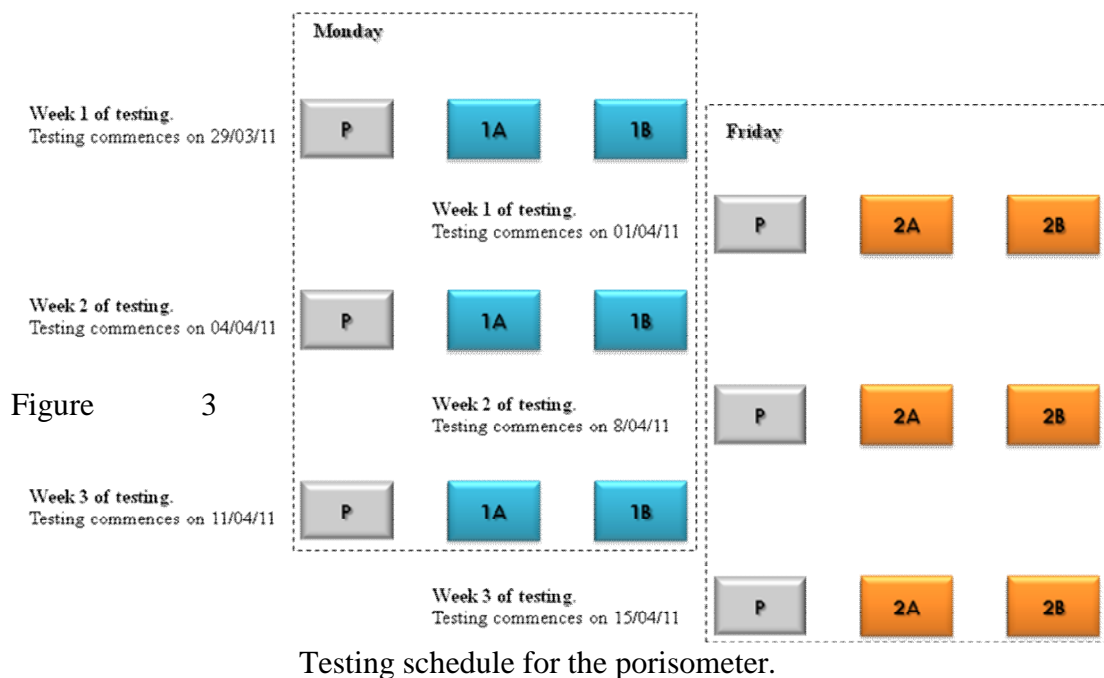 Monday
Week 1 of testing.
Testing commences on 29/03/11
P 1A 1B
Friday
Week 1 of testing.
Testing commences on 01/04/11
P 2A 2B
Week 2 of testing.
Testing commences on 04/04/11
P 1A 1B
Figure 3
Week 2 of testing.
Testing commences on 8/04/11
P 2A 2B
Week 3 of testing.
Testing commences on 11/04/11
P 1A 1B
Week 3 of testing.
Testing commences on 15/04/11
P 2A 2B
Testing schedule for the porisometer.